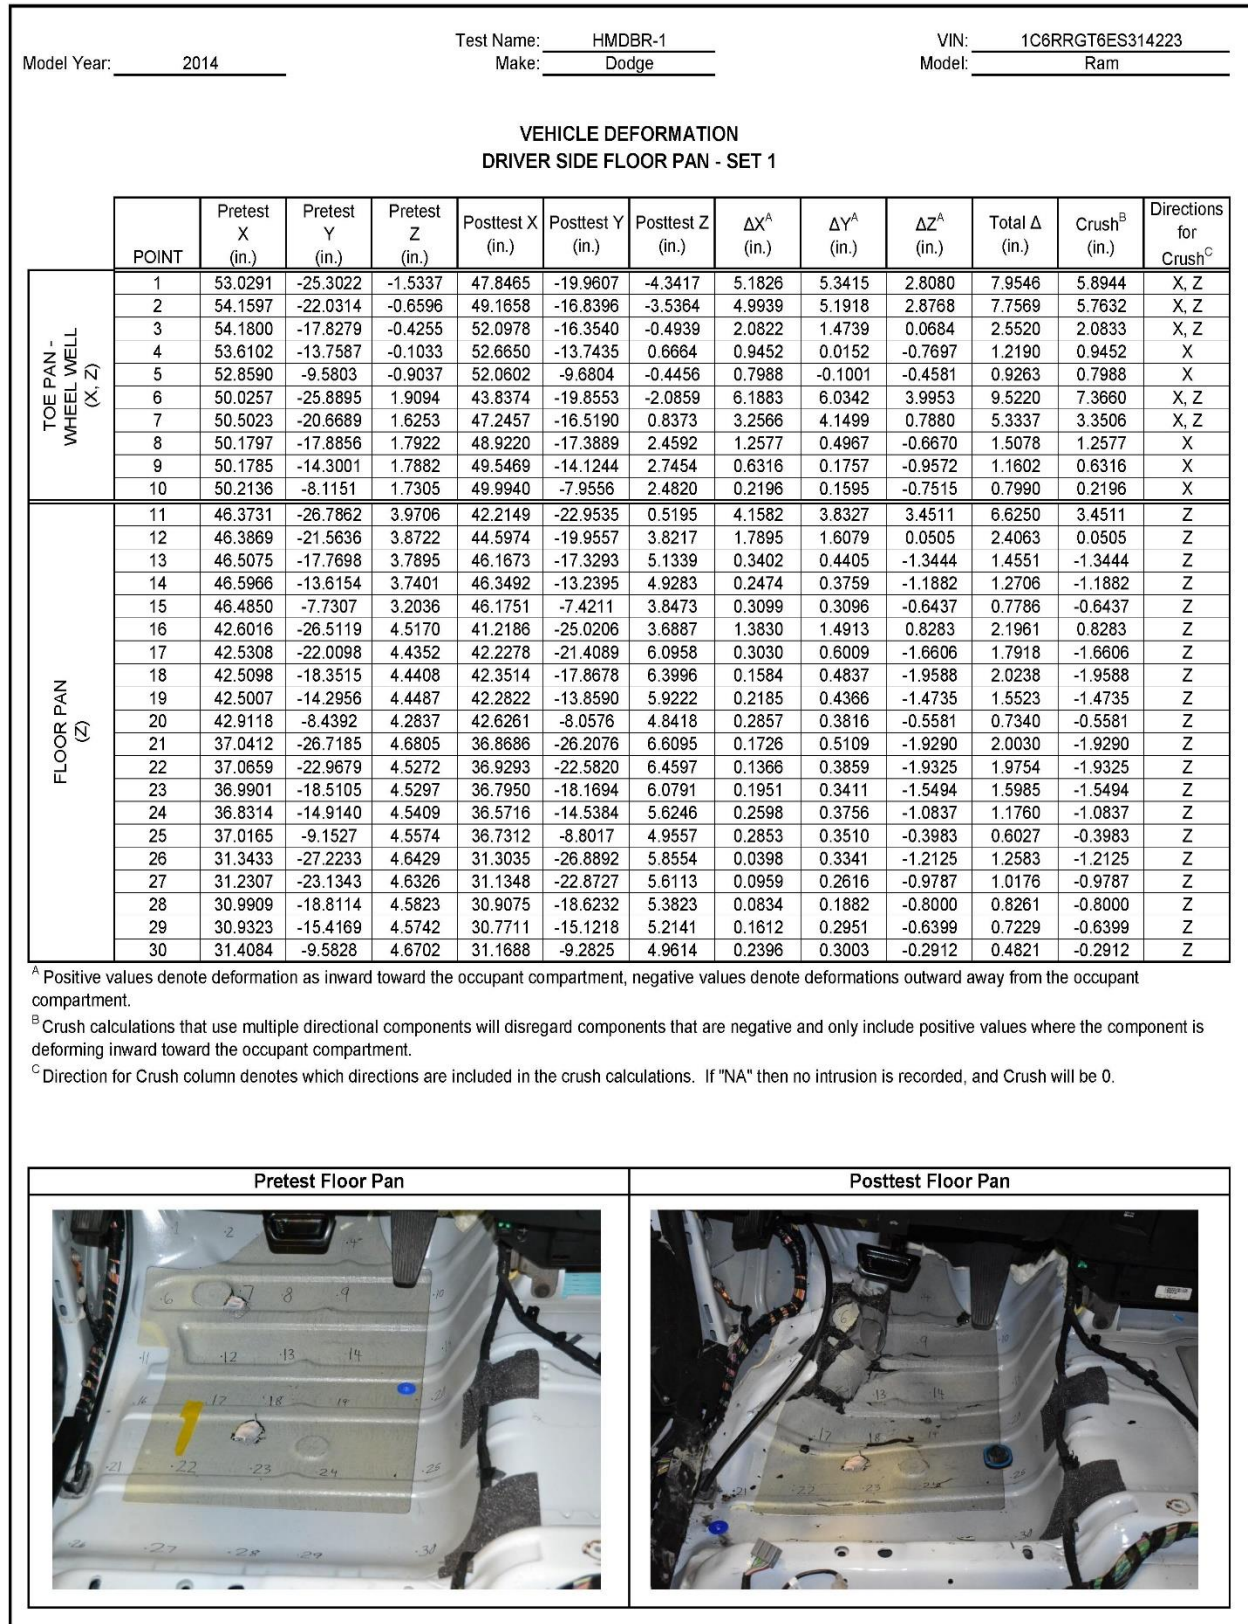 Test Name: HMDBR-1 VIN: 1C6RRGT6ES314223
Model Year: 2014 Make: Dodge Model: Ram
VEHICLE DEFORMATION
DRIVER SIDE FLOOR PAN - SET 1
POINT Pretest X (in.) Pretest Y (in.) Pretest Z (in.) Posttest X (in.) Posttest Y (in.) Posttest Z (in.) ΔXᴬ (in.) ΔYᴬ (in.) ΔZᴬ (in.) Total Δ (in.) Crushᴮ (in.) Directions for Crushᶜ
TOE PAN - WHEEL WELL (X, Z)
1 53.0291 -25.3022 -1.5337 47.8465 -19.9607 -4.3417 5.1826 5.3415 2.8080 7.9546 5.8944 X, Z
2 54.1597 -22.0314 -0.6596 49.1658 -16.8396 -3.5364 4.9939 5.1918 2.8768 7.7569 5.7632 X, Z
3 54.1800 -17.8279 -0.4255 52.0978 -16.3540 -0.4939 2.0822 1.4739 0.0684 2.5520 2.0833 X, Z
4 53.6102 -13.7587 -0.1033 52.6650 -13.7435 0.6664 0.9452 0.0152 -0.7697 1.2190 0.9452 X
5 52.8590 -9.5803 -0.9037 52.0602 -9.6804 -0.4456 0.7988 -0.1001 -0.4581 0.9263 0.7988 X
6 50.0257 -25.8895 1.9094 43.8374 -19.8553 -2.0859 6.1883 6.0342 3.9953 9.5220 7.3660 X, Z
7 50.5023 -20.6689 1.6253 47.2457 -16.5190 0.8373 3.2566 4.1499 0.7880 5.3337 3.3506 X, Z
8 50.1797 -17.8856 1.7922 48.9220 -17.3889 2.4592 1.2577 0.4967 -0.6670 1.5078 1.2577 X
9 50.1785 -14.3001 1.7882 49.5469 -14.1244 2.7454 0.6316 0.1757 -0.9572 1.1602 0.6316 X
10 50.2136 -8.1151 1.7305 49.9940 -7.9556 2.4820 0.2196 0.1595 -0.7515 0.7990 0.2196 X
FLOOR PAN (Z)
11 46.3731 -26.7862 3.9706 42.2149 -22.9535 0.5195 4.1582 3.8327 3.4511 6.6250 3.4511 Z
12 46.3869 -21.5636 3.8722 44.5974 -19.9557 3.8217 1.7895 1.6079 0.0505 2.4063 0.0505 Z
13 46.5075 -17.7698 3.7895 46.1673 -17.3293 5.1339 0.3402 0.4405 -1.3444 1.4551 -1.3444 Z
14 46.5966 -13.6154 3.7401 46.3492 -13.2395 4.9283 0.2474 0.3759 -1.1882 1.2706 -1.1882 Z
15 46.4850 -7.7307 3.2036 46.1751 -7.4211 3.8473 0.3099 0.3096 -0.6437 0.7786 -0.6437 Z
16 42.6016 -26.5119 4.5170 41.2186 -25.0206 3.6887 1.3830 1.4913 0.8283 2.1961 0.8283 Z
17 42.5308 -22.0098 4.4352 42.2278 -21.4089 6.0958 0.3030 0.6009 -1.6606 1.7918 -1.6606 Z
18 42.5098 -18.3515 4.4408 42.3514 -17.8678 6.3996 0.1584 0.4837 -1.9588 2.0238 -1.9588 Z
19 42.5007 -14.2956 4.4487 42.2822 -13.8590 5.9222 0.2185 0.4366 -1.4735 1.5523 -1.4735 Z
20 42.9118 -8.4392 4.2837 42.6261 -8.0576 4.8418 0.2857 0.3816 -0.5581 0.7340 -0.5581 Z
21 37.0412 -26.7185 4.6805 36.8686 -26.2076 6.6095 0.1726 0.5109 -1.9290 2.0030 -1.9290 Z
22 37.0659 -22.9679 4.5272 36.9293 -22.5820 6.4597 0.1366 0.3859 -1.9325 1.9754 -1.9325 Z
23 36.9901 -18.5105 4.5297 36.7950 -18.1694 6.0791 0.1951 0.3411 -1.5494 1.5985 -1.5494 Z
24 36.8314 -14.9140 4.5409 36.5716 -14.5384 5.6246 0.2598 0.3756 -1.0837 1.1760 -1.0837 Z
25 37.0165 -9.1527 4.5574 36.7312 -8.8017 4.9557 0.2853 0.3510 -0.3983 0.6027 -0.3983 Z
26 31.3433 -27.2233 4.6429 31.3035 -26.8892 5.8554 0.0398 0.3341 -1.2125 1.2583 -1.2125 Z
27 31.2307 -23.1343 4.6326 31.1348 -22.8727 5.6113 0.0959 0.2616 -0.9787 1.0176 -0.9787 Z
28 30.9909 -18.8114 4.5823 30.9075 -18.6232 5.3823 0.0834 0.1882 -0.8000 0.8261 -0.8000 Z
29 30.9323 -15.4169 4.5742 30.7711 -15.1218 5.2141 0.1612 0.2951 -0.6399 0.7229 -0.6399 Z
30 31.4084 -9.5828 4.6702 31.1688 -9.2825 4.9614 0.2396 0.3003 -0.2912 0.4821 -0.2912 Z
ᴬ Positive values denote deformation as inward toward the occupant compartment, negative values denote deformations outward away from the occupant
compartment.
ᴮ Crush calculations that use multiple directional components will disregard components that are negative and only include positive values where the component is
deforming inward toward the occupant compartment.
ᶜ Direction for Crush column denotes which directions are included in the crush calculations. If "NA" then no intrusion is recorded, and Crush will be 0.
Pretest Floor Pan Posttest Floor Pan
·2 ·4
·6 7 8 ·9 ·10
·11 ·12 ·13 ·14
·16 ·17 ·18 ·19
·21 ·22 ·23 ·24 ·25
·26 ·27 ·28 ·29 ·30
6
9
·13 14
·17 18
·21 ·22 ·23